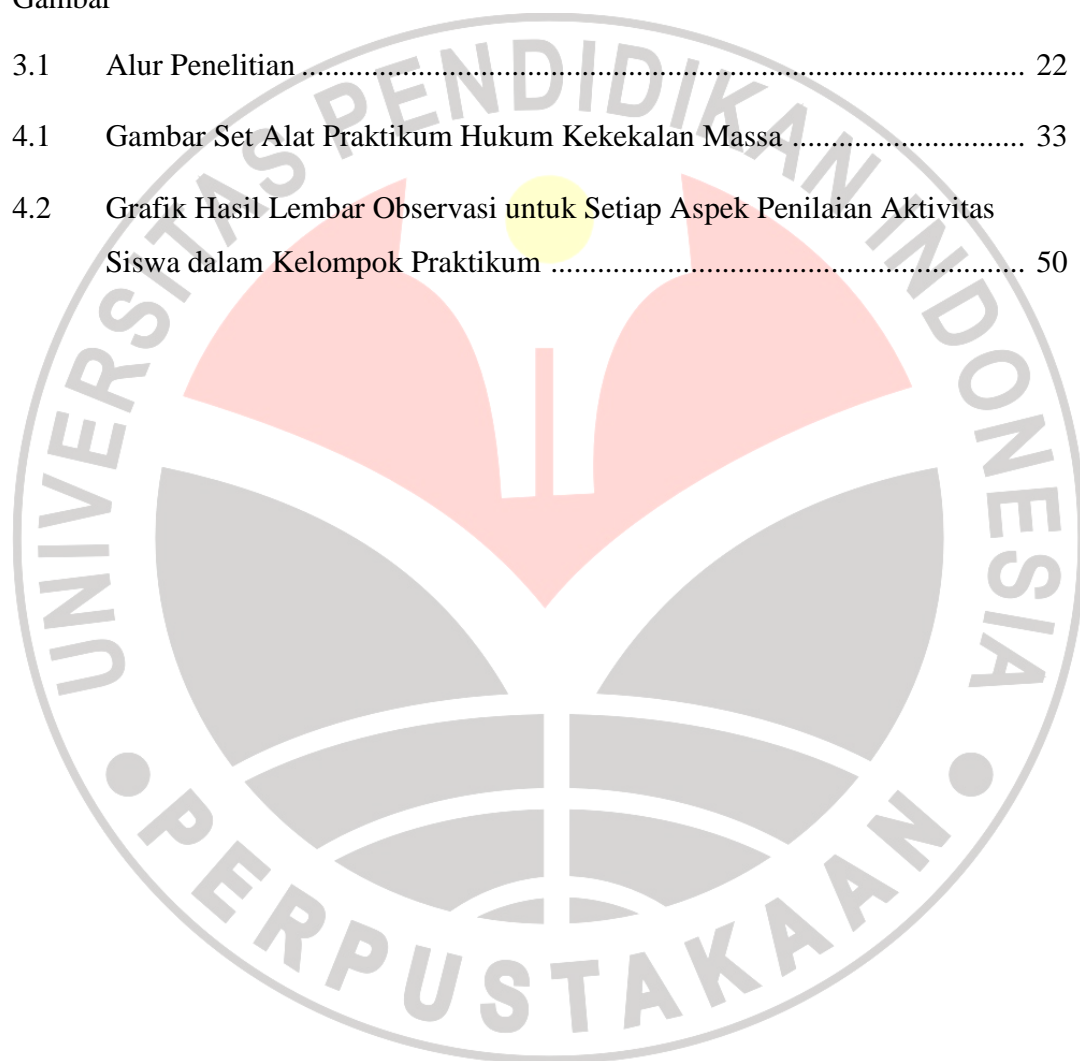 Gambar
3.1 Alur Penelitian ............................................................................................. 22
4.1 Gambar Set Alat Praktikum Hukum Kekekalan Massa .............................. 33
4.2 Grafik Hasil Lembar Observasi untuk Setiap Aspek Penilaian Aktivitas
Siswa dalam Kelompok Praktikum ............................................................. 50
UNIVERSITAS PENDIDIKAN INDONESIA
PERPUSTAKAAN